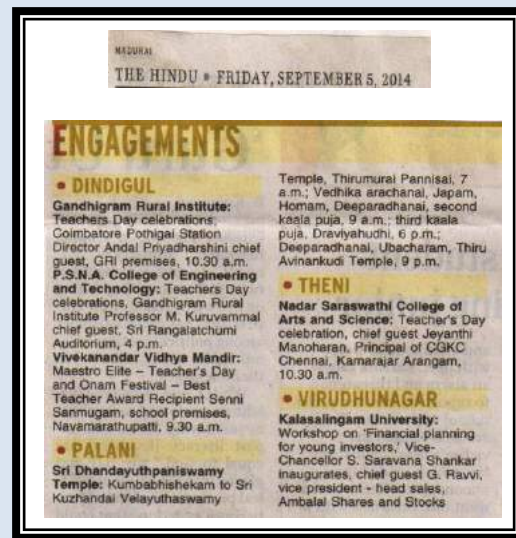 MADURAI
THE HINDU • FRIDAY, SEPTEMBER 5, 2014
ENGAGEMENTS
• DINDIGUL
Gandhigram Rural Institute:
Teachers Day celebrations,
Coimbatore Pothigai Station
Director Andal Priyadharshini chief
guest, GRI premises, 10.30 a.m.
P.S.N.A. College of Engineering
and Technology: Teachers Day
celebrations, Gandhigram Rural
Institute Professor M. Kuruvammal
chief guest, Sri Rangalatchumi
Auditorium, 4 p.m.
Vivekanandar Vidhya Mandir:
Maestro Elite – Teacher's Day
and Onam Festival – Best
Teacher Award Recipient Senni
Sanmugam, school premises,
Navamarathupatti, 9.30 a.m.
• PALANI
Sri Dhandayuthpaniswamy
Temple: Kumbabhishekam to Sri
Kuzhandai Velayuthaswamy
Temple, Thirumurai Pannisai, 7
a.m.; Vedhika arachanai, Japam,
Homam, Deeparadhanai, second
kaala puja, 9 a.m.; third kaala
puja, Draviyahudhi, 6 p.m.;
Deeparadhanai, Ubacharam, Thiru
Avinankudi Temple, 9 p.m.
• THENI
Nadar Saraswathi College of
Arts and Science: Teacher's Day
celebration, chief guest Jeyanthi
Manoharan, Principal of CGKC
Chennai, Kamarajar Arangam,
10.30 a.m.
• VIRUDHUNAGAR
Kalasalingam University:
Workshop on 'Financial planning
for young investors,' Vice-
Chancellor S. Saravana Shankar
inaugurates, chief guest G. Ravvi,
vice president - head sales,
Ambalal Shares and Stocks